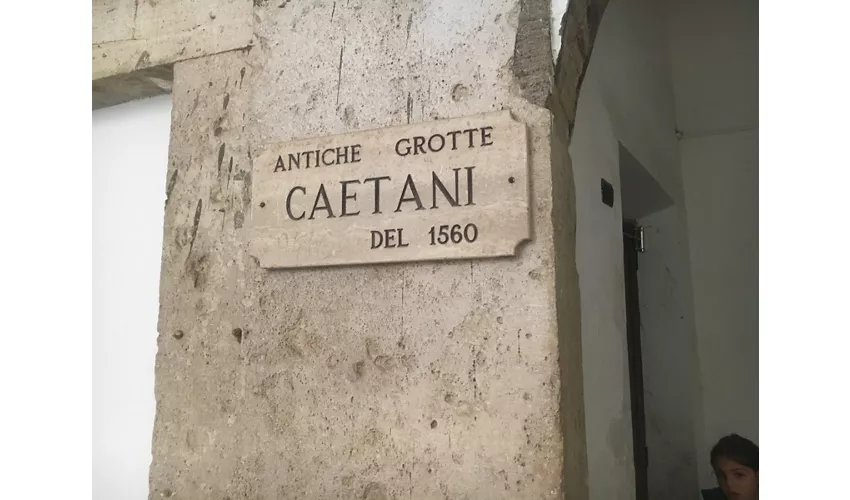 ANTICHE GROTTE
CAETANI
DEL 1560